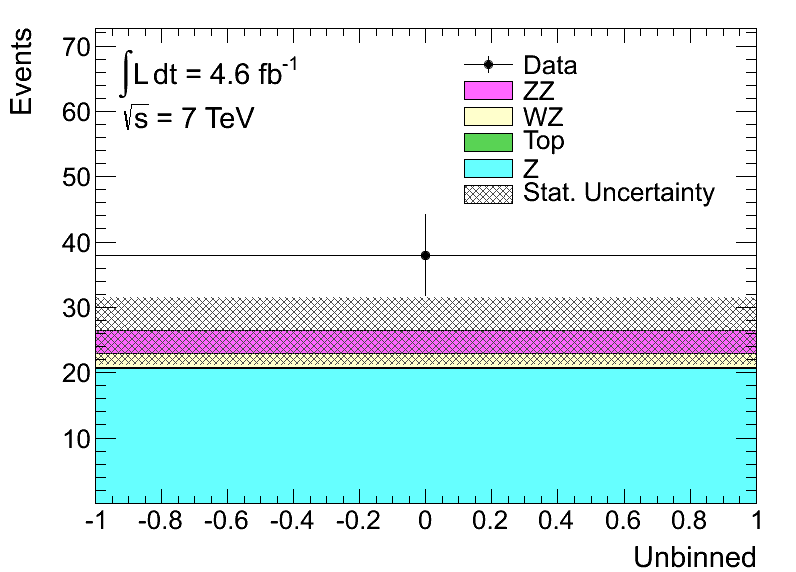 Events
70
60
50
40
30
20
10
∫L dt = 4.6 fb⁻¹
√s = 7 TeV
Data
ZZ
WZ
Top
Z
Stat. Uncertainty
-1 -0.8 -0.6 -0.4 -0.2 0 0.2 0.4 0.6 0.8 1
Unbinned